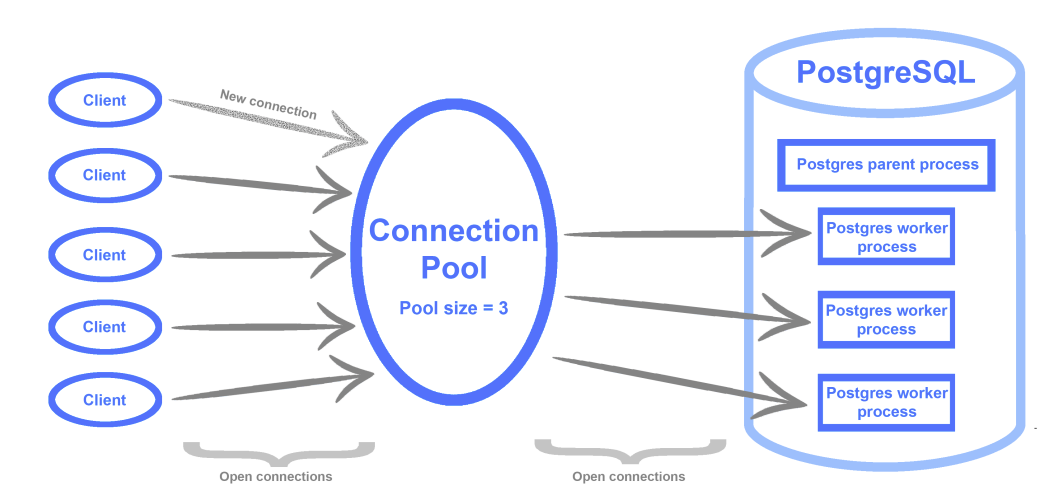 PostgreSQL
Client
New connection
Client
Client
Client
Client
Connection
Pool
Pool size = 3
Postgres parent process
Postgres worker
process
Postgres worker
process
Postgres worker
process
Open connections
Open connections